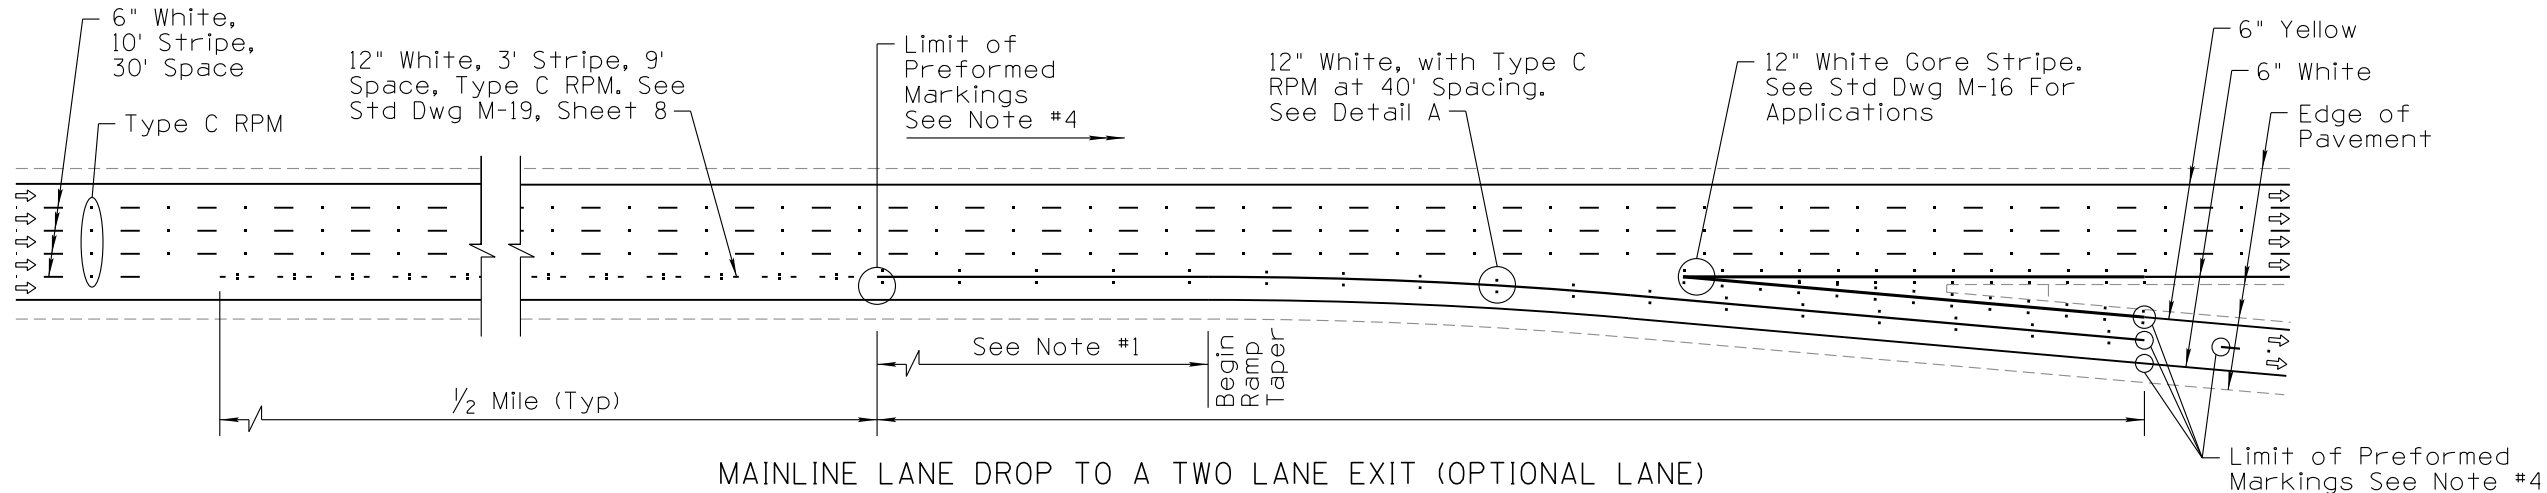 6" White,
10' Stripe,
30' Space
Type C RPM
12" White, 3' Stripe, 9'
Space, Type C RPM. See
Std Dwg M-19, Sheet 8
Limit of
Preformed
Markings
See Note #4
12" White, with Type C
RPM at 40' Spacing.
See Detail A
12" White Gore Stripe.
See Std Dwg M-16 For
Applications
6" Yellow
6" White
Edge of
Pavement
See Note #1
Begin
Ramp
Taper
½ Mile (Typ)
Limit of Preformed
Markings See Note #4
MAINLINE LANE DROP TO A TWO LANE EXIT (OPTIONAL LANE)